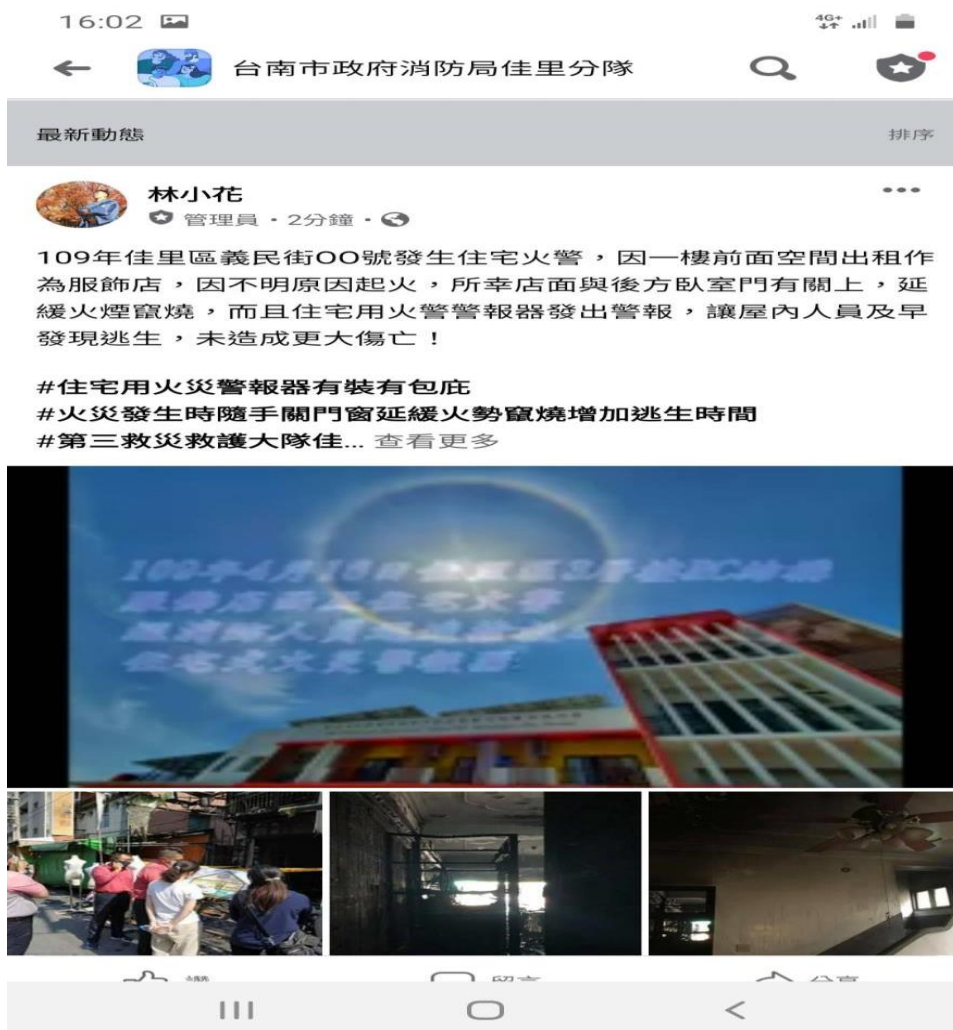 16:02
4G+
台南市政府消防局佳里分隊
最新動態
排序
林小花
管理員・2分鐘・
109年佳里區義民街OO號發生住宅火警，因一樓前面空間出租作
為服飾店，因不明原因起火，所幸店面與後方臥室門有關上，延
緩火煙竄燒，而且住宅用火警警報器發出警報，讓屋內人員及早
發現逃生，未造成更大傷亡！
#住宅用火災警報器有裝有包庇
#火災發生時隨手關門窗延緩火勢竄燒增加逃生時間
#第三救災救護大隊佳... 查看更多
讚
留言
分享